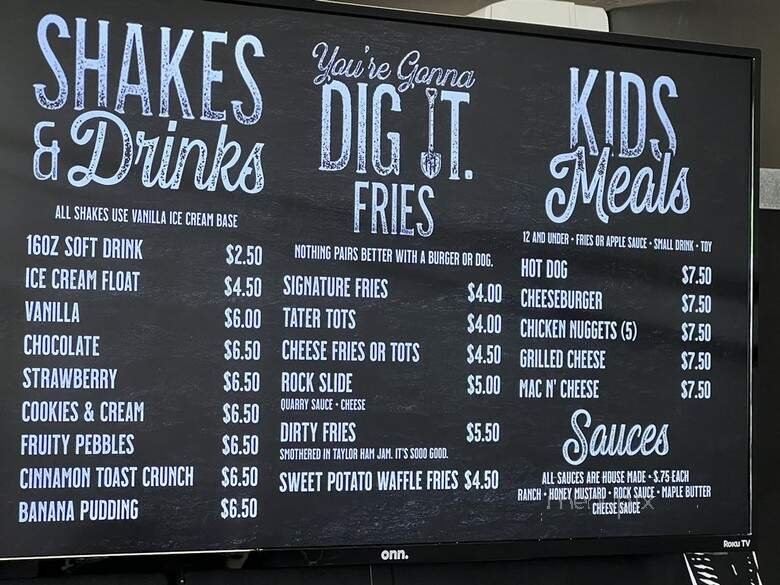 SHAKES
& Drinks
ALL SHAKES USE VANILLA ICE CREAM BASE
16OZ SOFT DRINK $2.50
ICE CREAM FLOAT $4.50
VANILLA $6.00
CHOCOLATE $6.50
STRAWBERRY $6.50
COOKIES & CREAM $6.50
FRUITY PEBBLES $6.50
CINNAMON TOAST CRUNCH $6.50
BANANA PUDDING $6.50
You're Gonna
DIG IT.
FRIES
NOTHING PAIRS BETTER WITH A BURGER OR DOG.
SIGNATURE FRIES $4.00
TATER TOTS $4.00
CHEESE FRIES OR TOTS $4.50
ROCK SLIDE $5.00
QUARRY SAUCE • CHEESE
DIRTY FRIES $5.50
SMOTHERED IN TAYLOR HAM JAM. IT'S SOOO GOOD.
SWEET POTATO WAFFLE FRIES $4.50
KIDS
Meals
12 AND UNDER • FRIES OR APPLE SAUCE • SMALL DRINK • TOY
HOT DOG $7.50
CHEESEBURGER $7.50
CHICKEN NUGGETS (5) $7.50
GRILLED CHEESE $7.50
MAC N' CHEESE $7.50
Sauces
ALL SAUCES ARE HOUSE MADE • $.75 EACH
RANCH • HONEY MUSTARD • ROCK SAUCE • MAPLE BUTTER
CHEESE SAUCE
onn.
ROKU TV